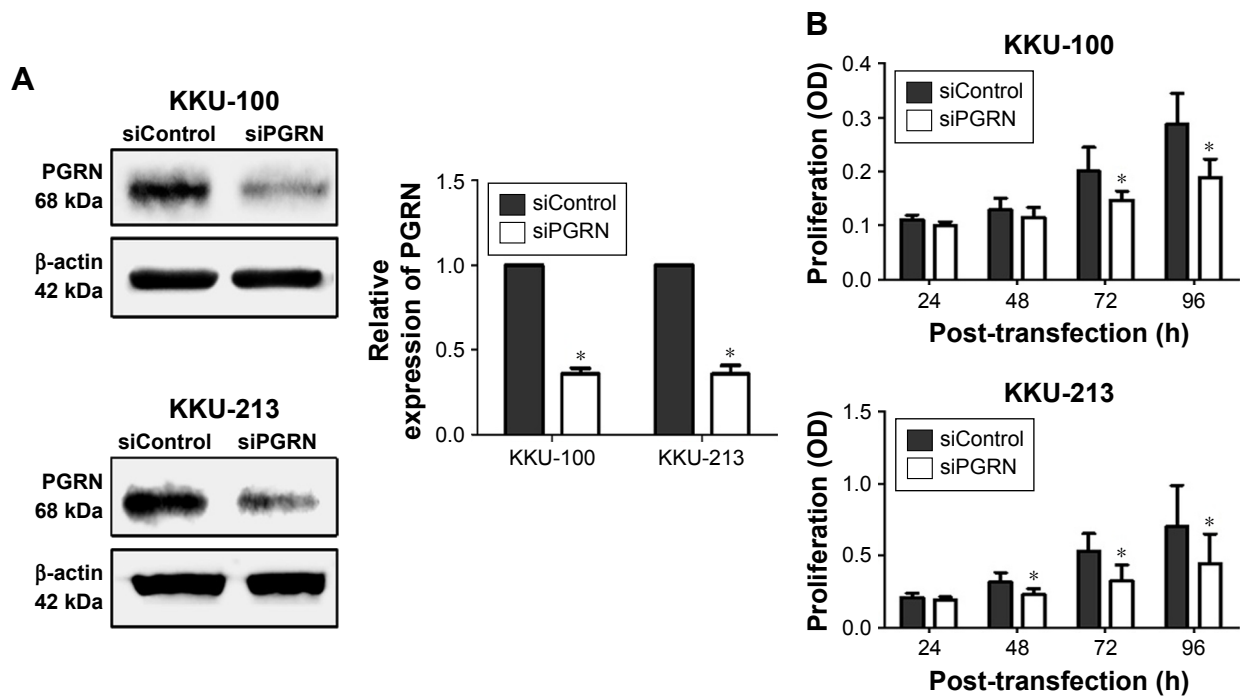 A
KKU-100
siControl siPGRN
PGRN
68 kDa
β-actin
42 kDa
KKU-213
siControl siPGRN
PGRN
68 kDa
β-actin
42 kDa
Relative
expression of PGRN
1.5
1.0
0.5
0.0
siControl
siPGRN
*
*
KKU-100 KKU-213
B
KKU-100
Proliferation (OD)
0.4
0.3
0.2
0.1
0.0
siControl
siPGRN
*
*
24 48 72 96
Post-transfection (h)
KKU-213
Proliferation (OD)
1.5
1.0
0.5
0.0
siControl
siPGRN
*
*
*
24 48 72 96
Post-transfection (h)